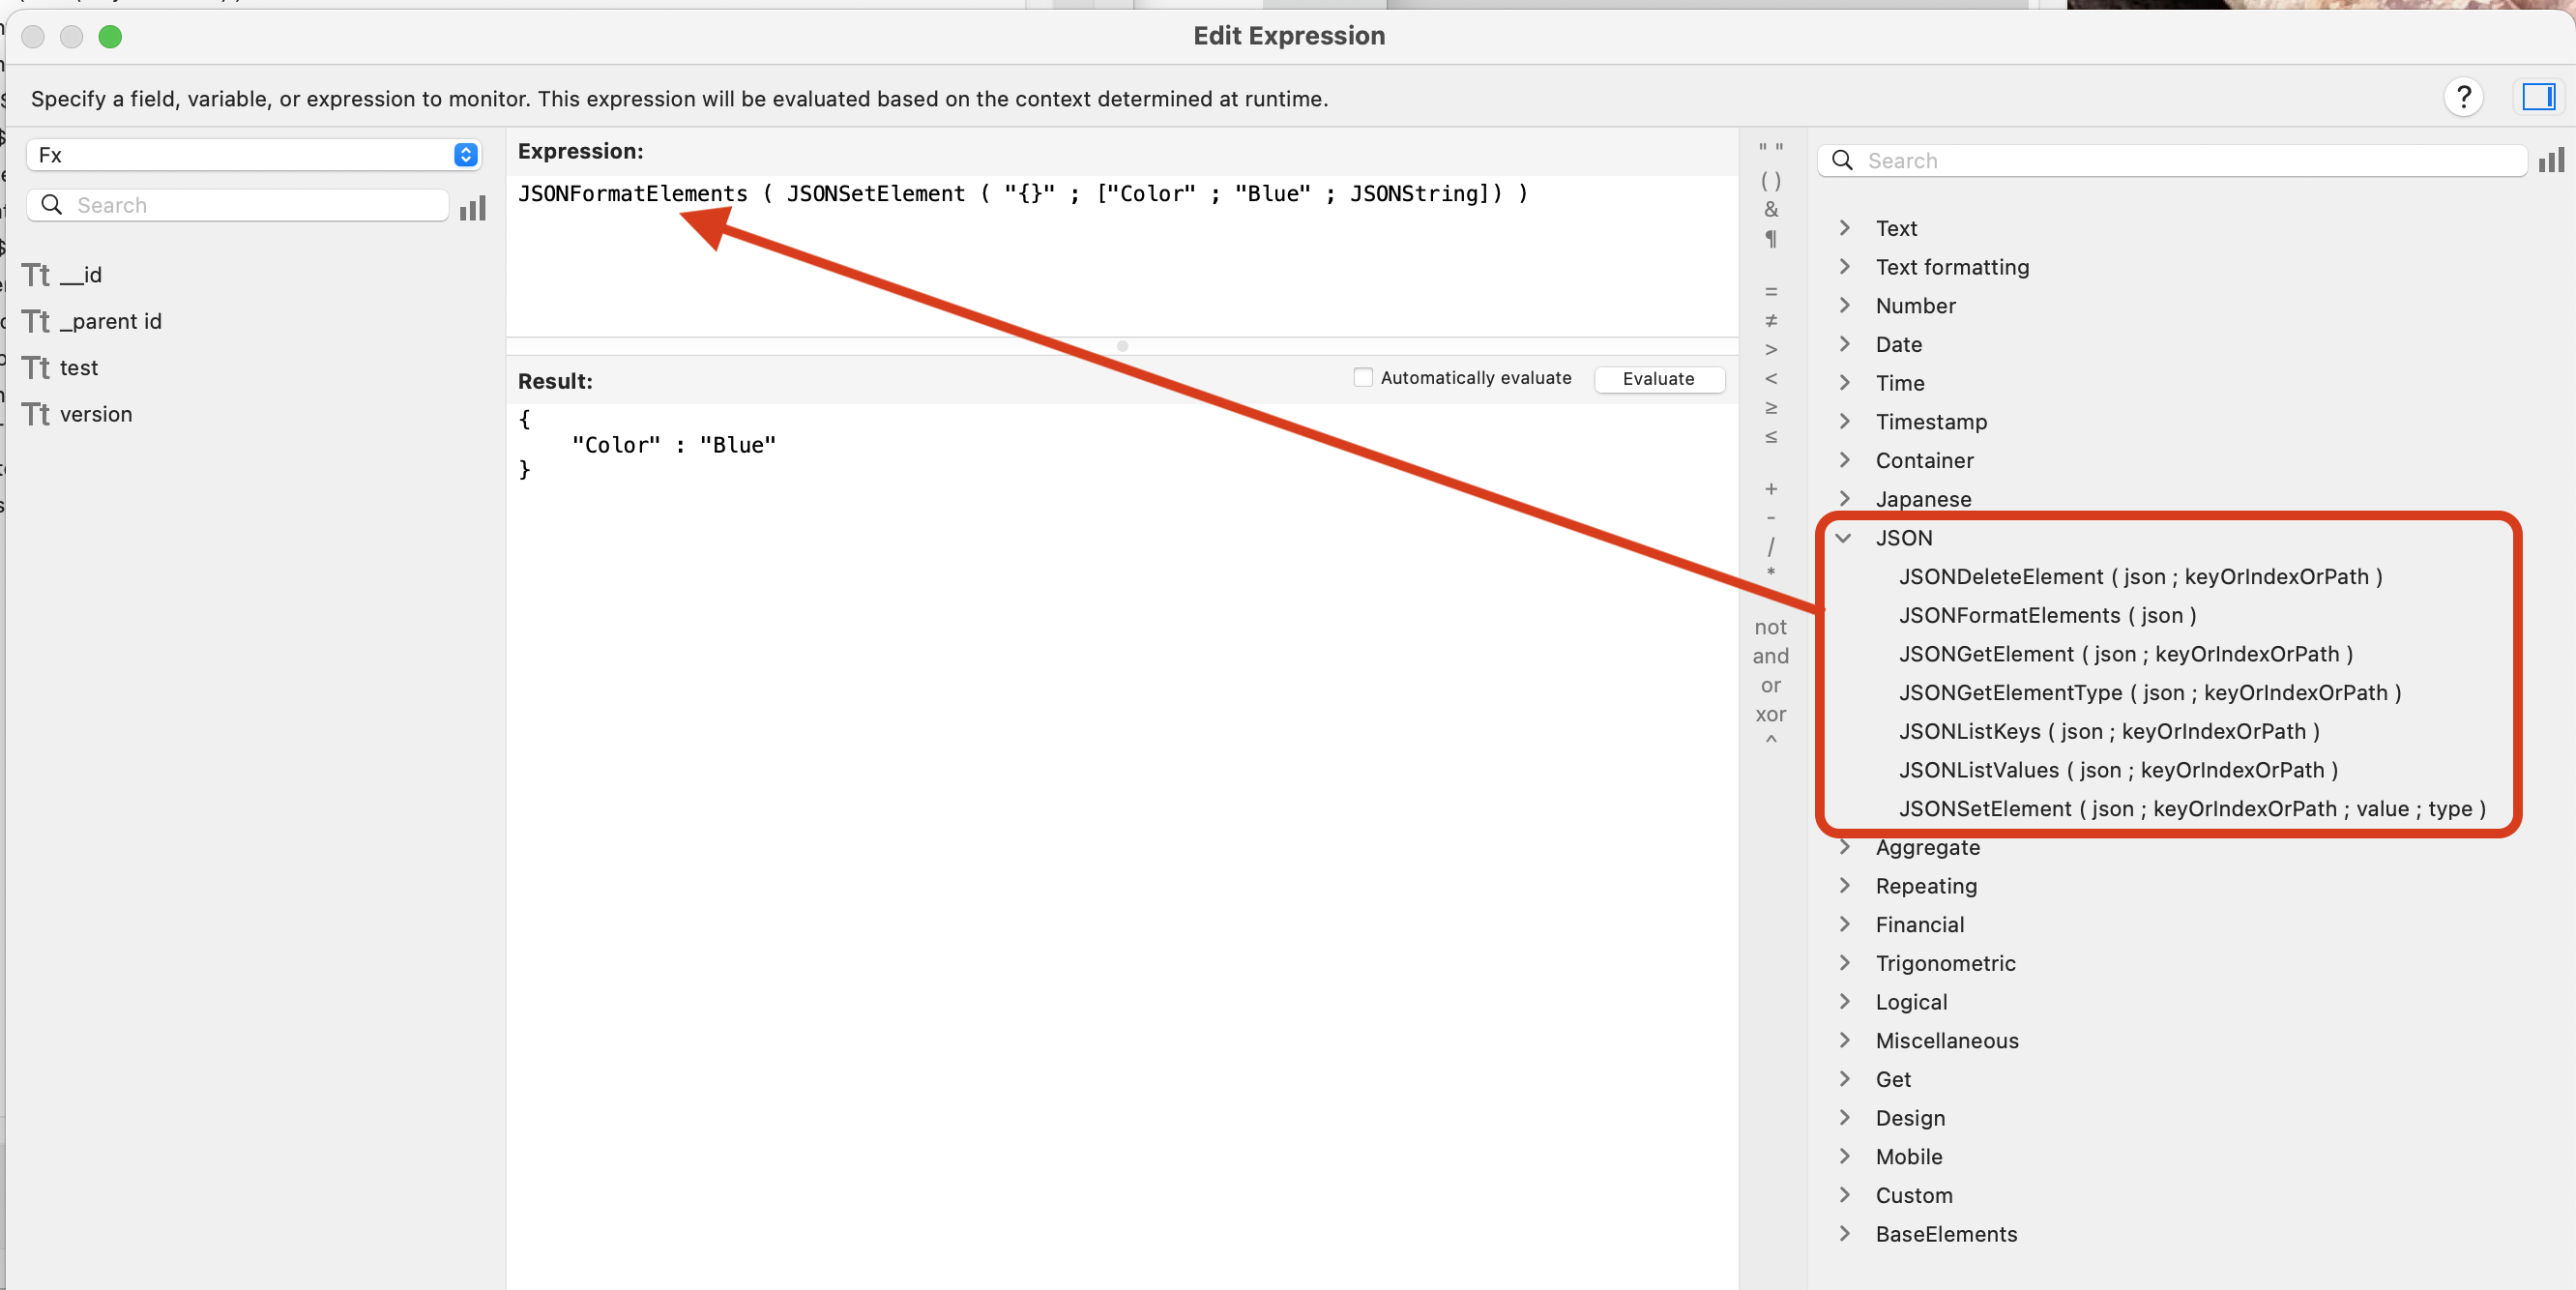 Edit Expression
Specify a field, variable, or expression to monitor. This expression will be evaluated based on the context determined at runtime.
?
Fx
Search
Tt __id
Tt _parent id
Tt test
Tt version
Expression:
JSONFormatElements ( JSONSetElement ( "{}" ; ["Color" ; "Blue" ; JSONString]) )
Result:
Automatically evaluate
Evaluate
{
"Color" : "Blue"
}
" "
( )
&
¶
=
≠
>
<
≥
≤
+
-
/
*
not
and
or
xor
^
Search
Text
Text formatting
Number
Date
Time
Timestamp
Container
Japanese
JSON
JSONDeleteElement ( json ; keyOrIndexOrPath )
JSONFormatElements ( json )
JSONGetElement ( json ; keyOrIndexOrPath )
JSONGetElementType ( json ; keyOrIndexOrPath )
JSONListKeys ( json ; keyOrIndexOrPath )
JSONListValues ( json ; keyOrIndexOrPath )
JSONSetElement ( json ; keyOrIndexOrPath ; value ; type )
Aggregate
Repeating
Financial
Trigonometric
Logical
Miscellaneous
Get
Design
Mobile
Custom
BaseElements